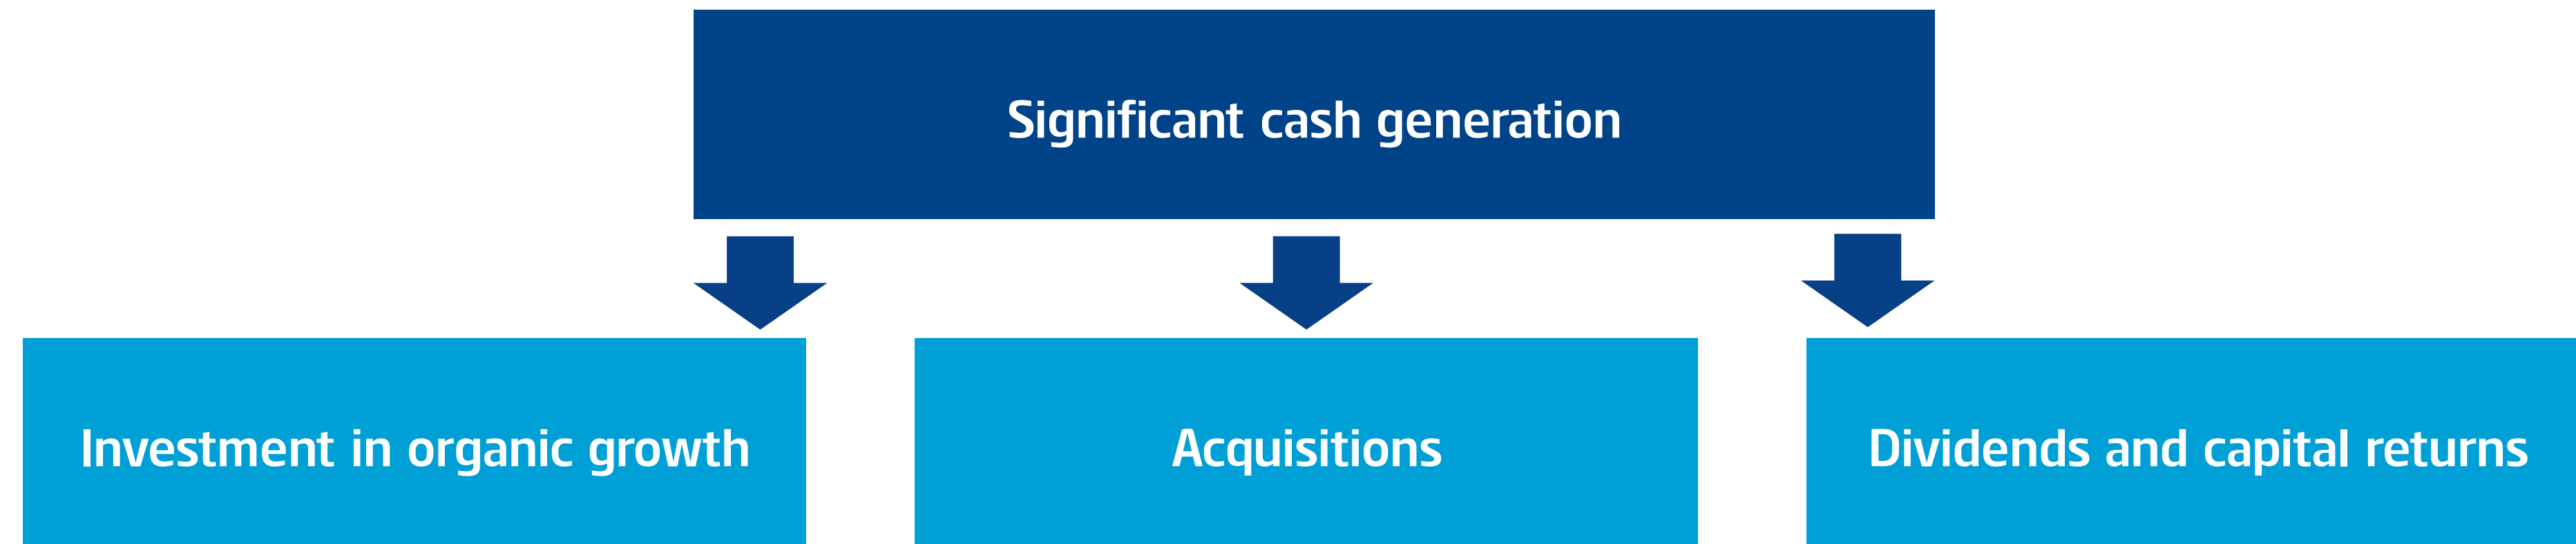 Significant cash generation
Investment in organic growth
Acquisitions
Dividends and capital returns